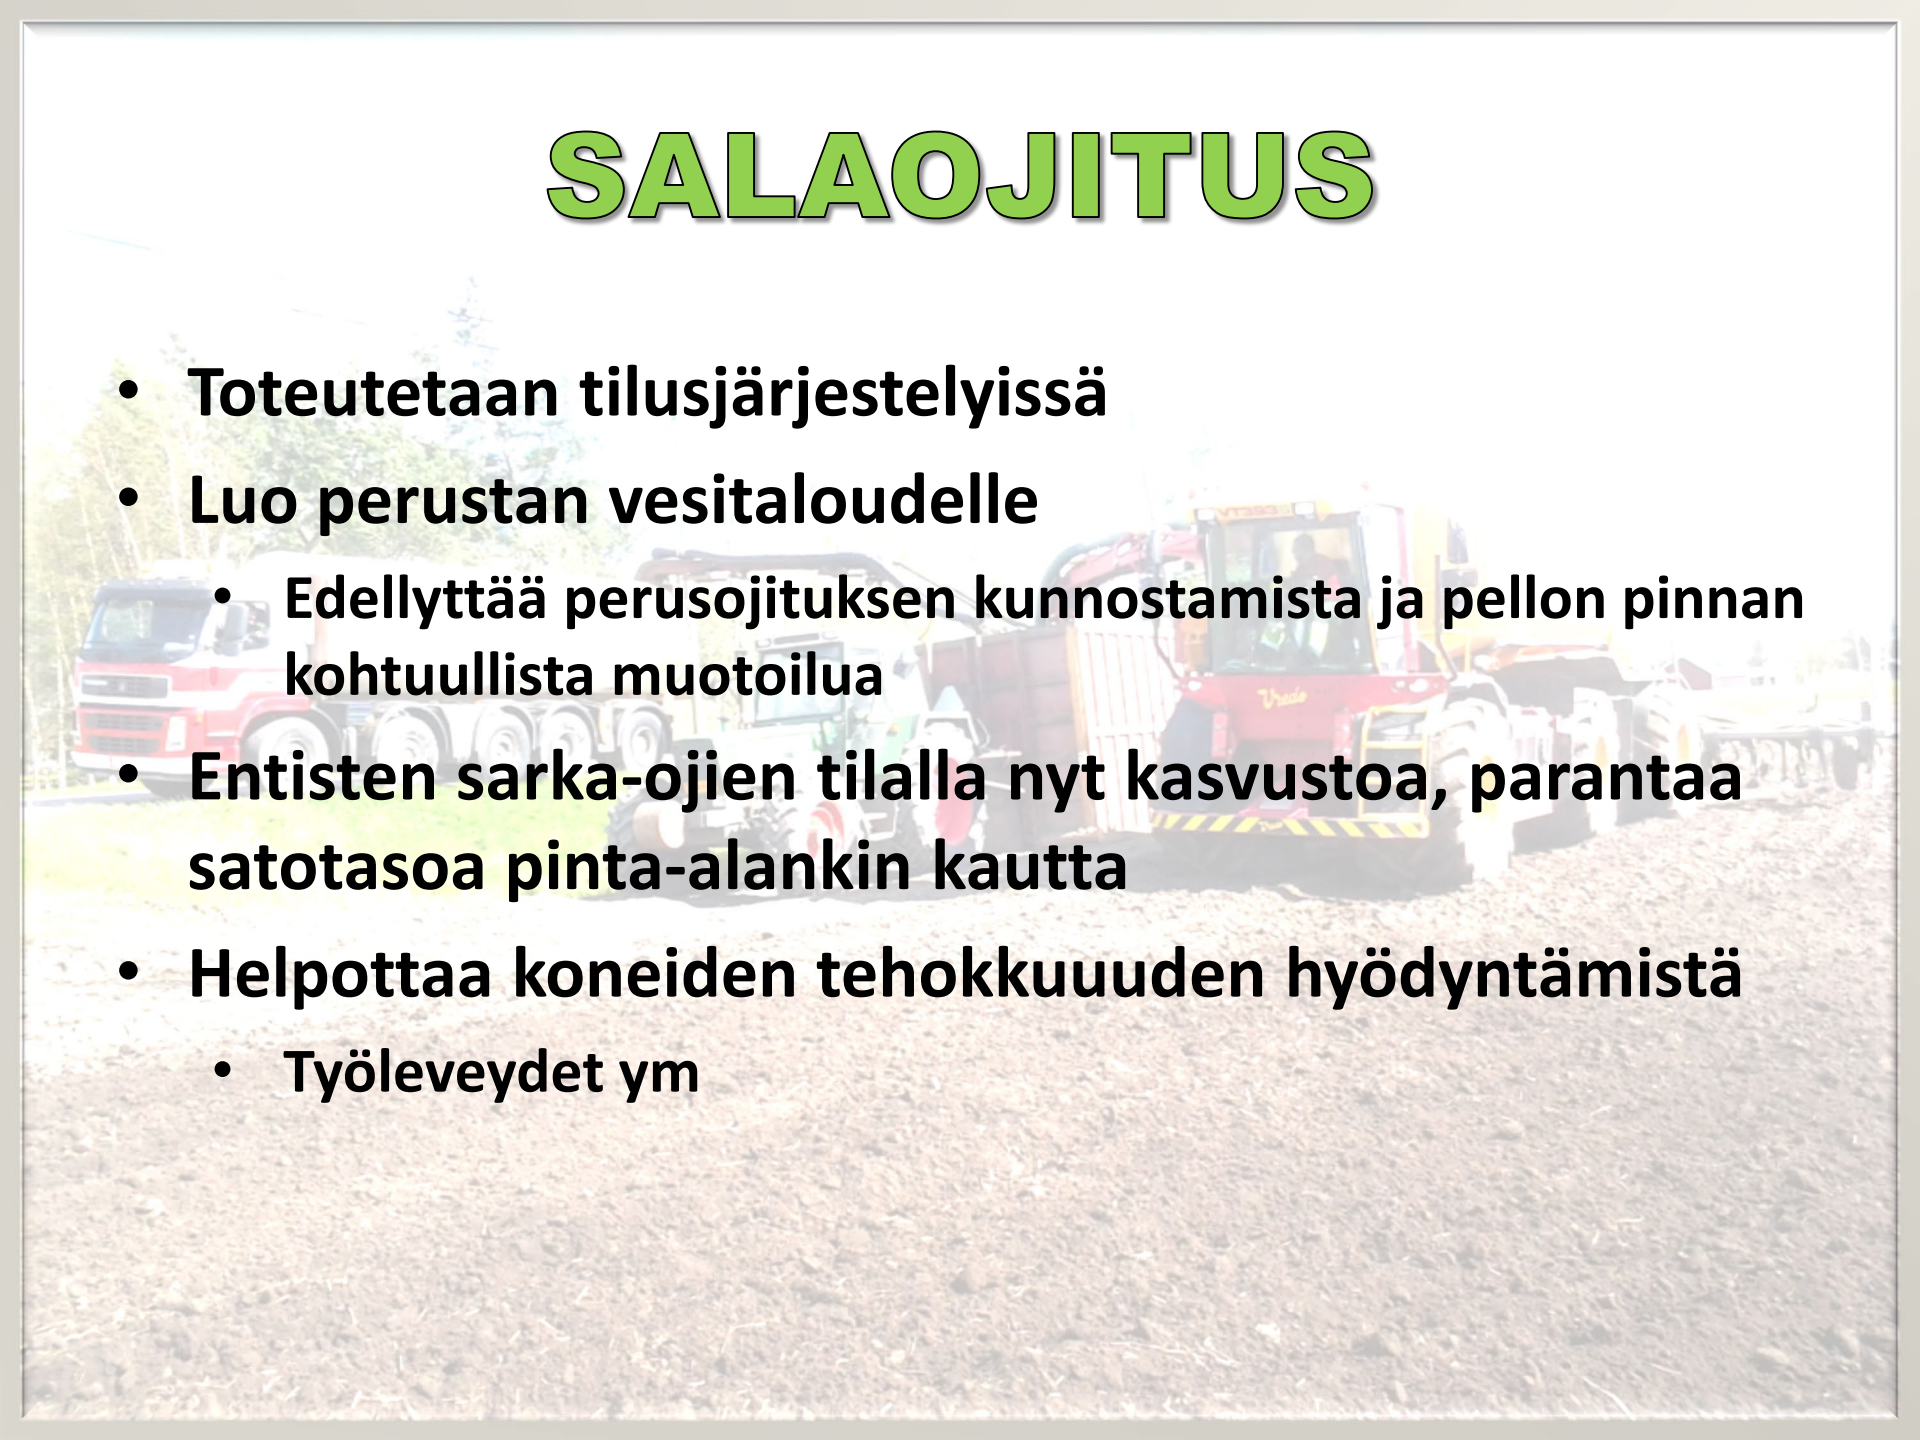 SALAOJITUS
• Toteutetaan tilusjärjestelyissä
• Luo perustan vesitaloudelle
• Edellyttää perusojituksen kunnostamista ja pellon pinnan
kohtuullista muotoilua
• Entisten sarka-ojien tilalla nyt kasvustoa, parantaa
satotasoa pinta-alankin kautta
• Helpottaa koneiden tehokkuuuden hyödyntämistä
• Työleveydet ym
Vredo